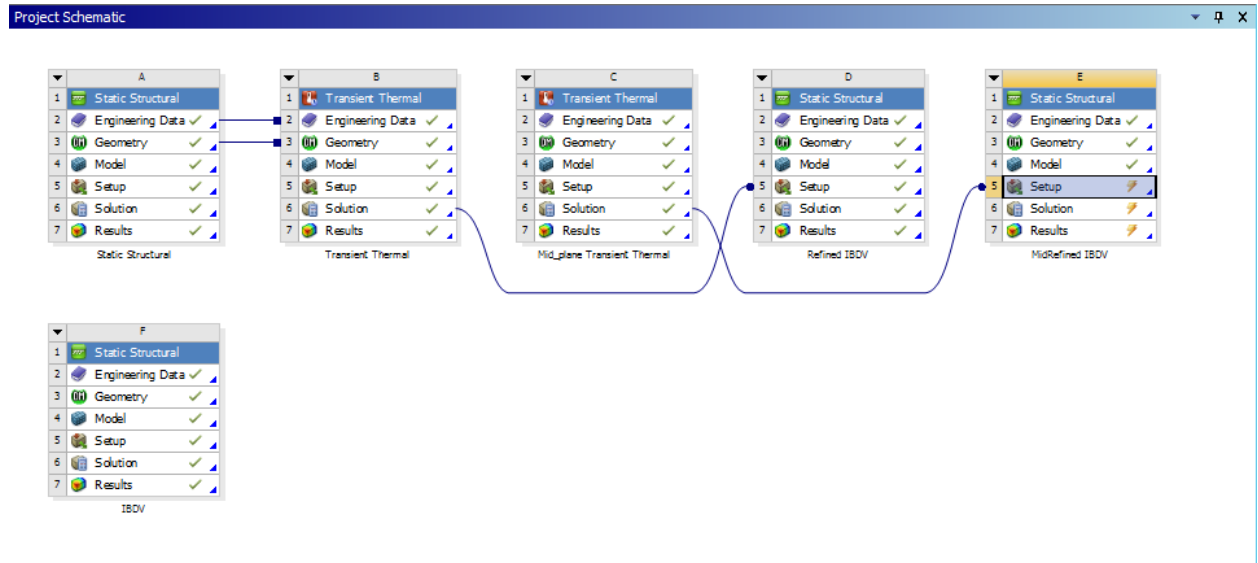 Project Schematic
A
1 Static Structural
2 Engineering Data
3 Geometry
4 Model
5 Setup
6 Solution
7 Results
Static Structural
B
1 Transient Thermal
2 Engineering Data
3 Geometry
4 Model
5 Setup
6 Solution
7 Results
Transient Thermal
C
1 Transient Thermal
2 Engineering Data
3 Geometry
4 Model
5 Setup
6 Solution
7 Results
Mid_plane Transient Thermal
D
1 Static Structural
2 Engineering Data
3 Geometry
4 Model
5 Setup
6 Solution
7 Results
Refined IBDV
E
1 Static Structural
2 Engineering Data
3 Geometry
4 Model
5 Setup
6 Solution
7 Results
MidRefined IBDV
F
1 Static Structural
2 Engineering Data
3 Geometry
4 Model
5 Setup
6 Solution
7 Results
IBDV